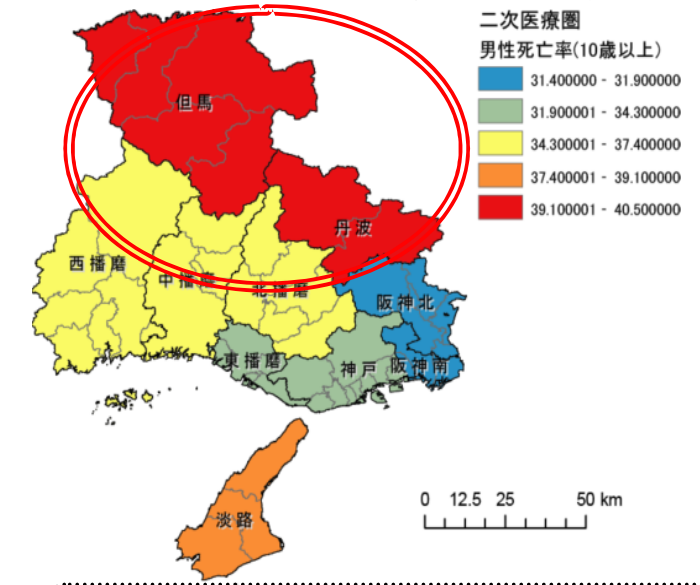 二次医療圏
男性死亡率(10歳以上)
31.400000 - 31.900000
31.900001 - 34.300000
34.300001 - 37.400000
37.400001 - 39.100000
39.100001 - 40.500000
但馬
丹波
西播磨
中播磨
北播磨
阪神北
東播磨
神戸
阪神南
淡路
0 12.5 25 50 km